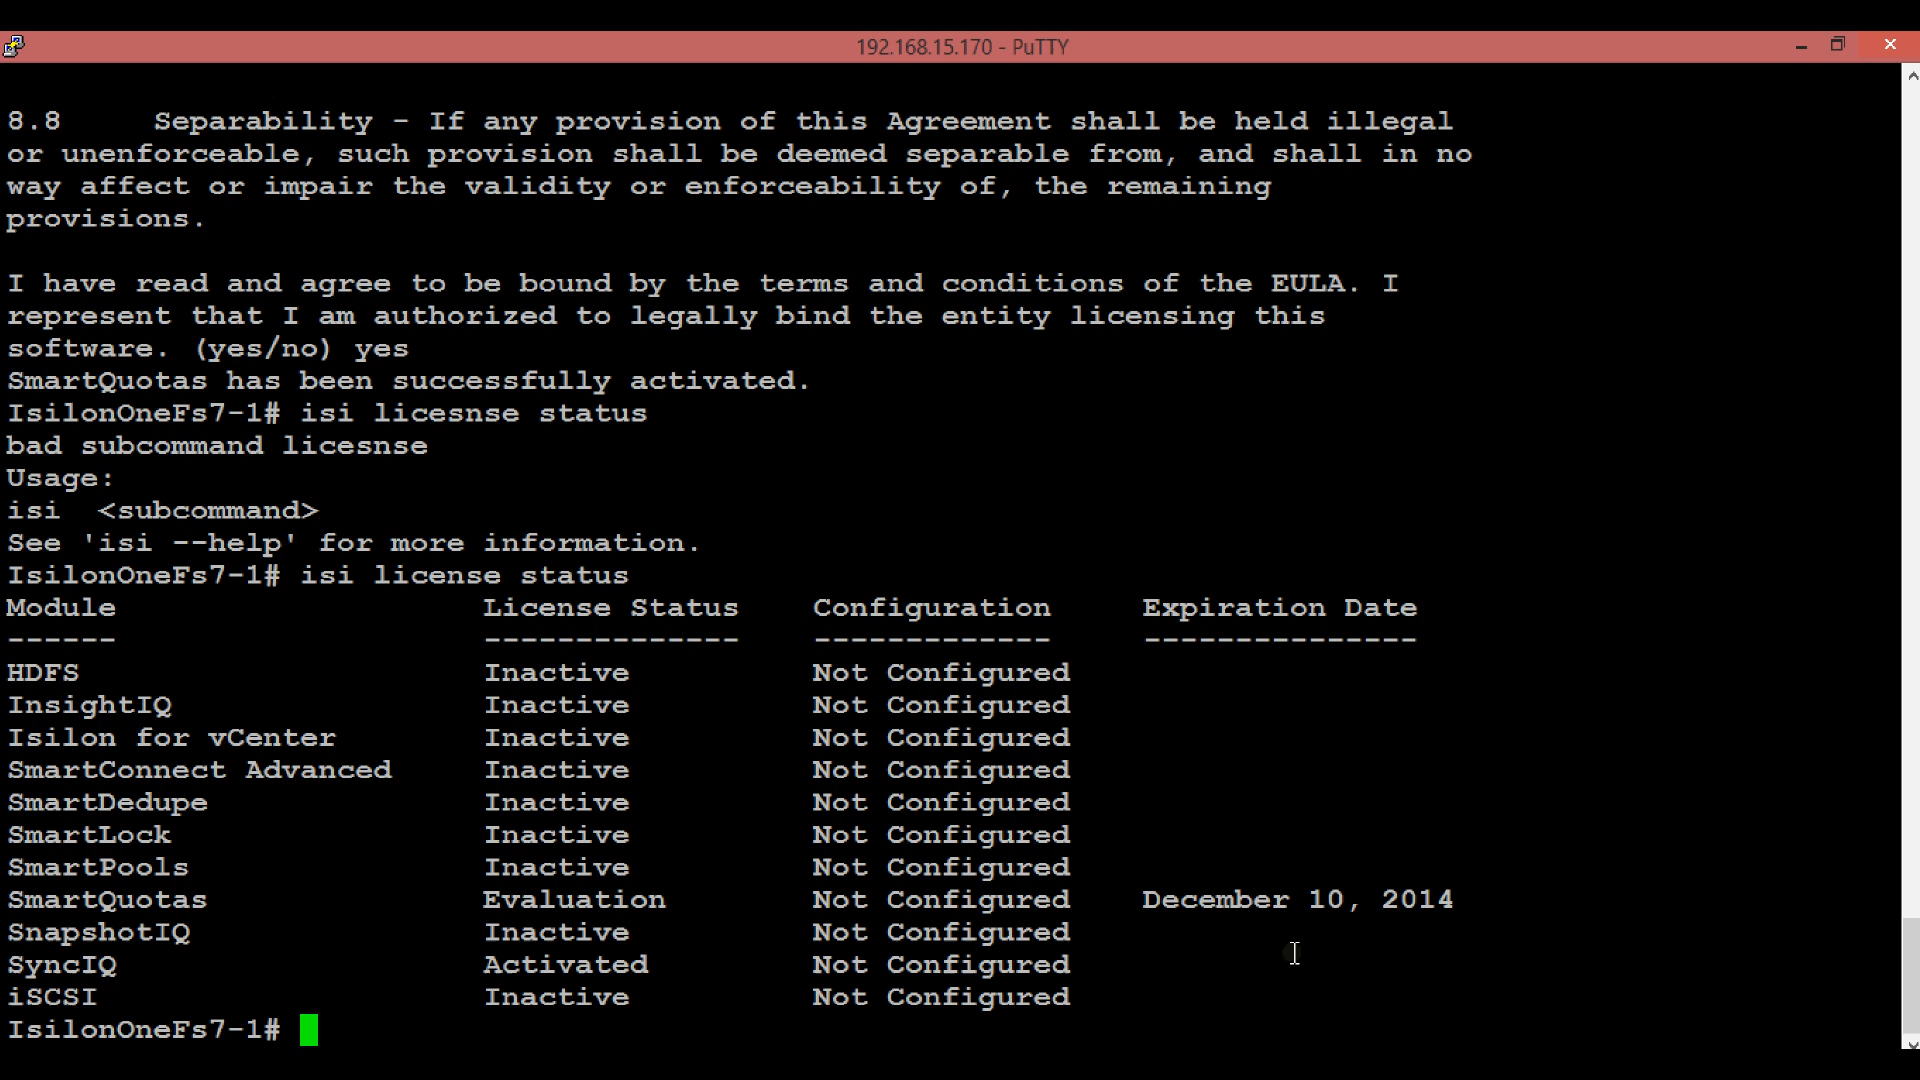 192.168.15.170 - PuTTY
8.8     Separability - If any provision of this Agreement shall be held illegal
or unenforceable, such provision shall be deemed separable from, and shall in no
way affect or impair the validity or enforceability of, the remaining
provisions.
I have read and agree to be bound by the terms and conditions of the EULA. I
represent that I am authorized to legally bind the entity licensing this
software. (yes/no) yes
SmartQuotas has been successfully activated.
IsilonOneFs7-1# isi licesnse status
bad subcommand licesnse
Usage:
isi  <subcommand>
See 'isi --help' for more information.
IsilonOneFs7-1# isi license status
Module                    License Status    Configuration     Expiration Date
------                    --------------    -------------     ---------------
HDFS                      Inactive          Not Configured
InsightIQ                 Inactive          Not Configured
Isilon for vCenter        Inactive          Not Configured
SmartConnect Advanced     Inactive          Not Configured
SmartDedupe               Inactive          Not Configured
SmartLock                 Inactive          Not Configured
SmartPools                Inactive          Not Configured
SmartQuotas               Evaluation        Not Configured    December 10, 2014
SnapshotIQ                Inactive          Not Configured
SyncIQ                    Activated         Not Configured
iSCSI                     Inactive          Not Configured
IsilonOneFs7-1#